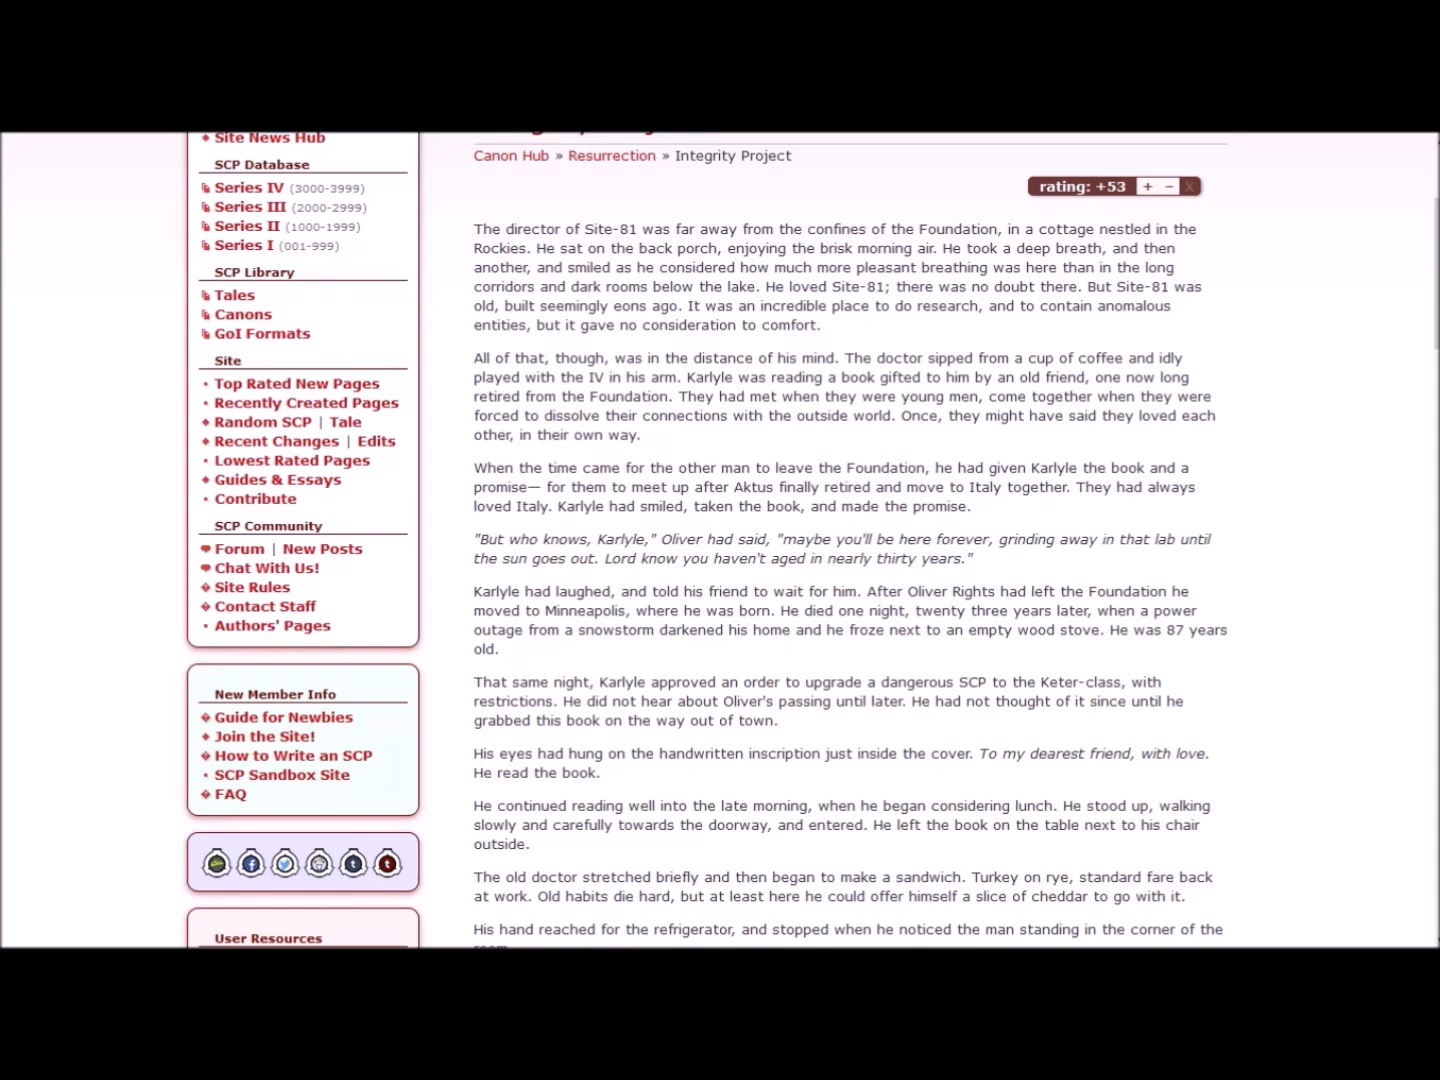 Site News Hub
SCP Database
Series IV (3000-3999)
Series III (2000-2999)
Series II (1000-1999)
Series I (001-999)
SCP Library
Tales
Canons
GoI Formats
Site
Top Rated New Pages
Recently Created Pages
Random SCP | Tale
Recent Changes | Edits
Lowest Rated Pages
Guides & Essays
Contribute
SCP Community
Forum | New Posts
Chat With Us!
Site Rules
Contact Staff
Authors' Pages
New Member Info
Guide for Newbies
Join the Site!
How to Write an SCP
SCP Sandbox Site
FAQ
User Resources
Canon Hub » Resurrection » Integrity Project
rating: +53 + – X
The director of Site-81 was far away from the confines of the Foundation, in a cottage nestled in the
Rockies. He sat on the back porch, enjoying the brisk morning air. He took a deep breath, and then
another, and smiled as he considered how much more pleasant breathing was here than in the long
corridors and dark rooms below the lake. He loved Site-81; there was no doubt there. But Site-81 was
old, built seemingly eons ago. It was an incredible place to do research, and to contain anomalous
entities, but it gave no consideration to comfort.
All of that, though, was in the distance of his mind. The doctor sipped from a cup of coffee and idly
played with the IV in his arm. Karlyle was reading a book gifted to him by an old friend, one now long
retired from the Foundation. They had met when they were young men, come together when they were
forced to dissolve their connections with the outside world. Once, they might have said they loved each
other, in their own way.
When the time came for the other man to leave the Foundation, he had given Karlyle the book and a
promise— for them to meet up after Aktus finally retired and move to Italy together. They had always
loved Italy. Karlyle had smiled, taken the book, and made the promise.
"But who knows, Karlyle," Oliver had said, "maybe you'll be here forever, grinding away in that lab until
the sun goes out. Lord know you haven't aged in nearly thirty years."
Karlyle had laughed, and told his friend to wait for him. After Oliver Rights had left the Foundation he
moved to Minneapolis, where he was born. He died one night, twenty three years later, when a power
outage from a snowstorm darkened his home and he froze next to an empty wood stove. He was 87 years
old.
That same night, Karlyle approved an order to upgrade a dangerous SCP to the Keter-class, with
restrictions. He did not hear about Oliver's passing until later. He had not thought of it since until he
grabbed this book on the way out of town.
His eyes had hung on the handwritten inscription just inside the cover. To my dearest friend, with love.
He read the book.
He continued reading well into the late morning, when he began considering lunch. He stood up, walking
slowly and carefully towards the doorway, and entered. He left the book on the table next to his chair
outside.
The old doctor stretched briefly and then began to make a sandwich. Turkey on rye, standard fare back
at work. Old habits die hard, but at least here he could offer himself a slice of cheddar to go with it.
His hand reached for the refrigerator, and stopped when he noticed the man standing in the corner of the